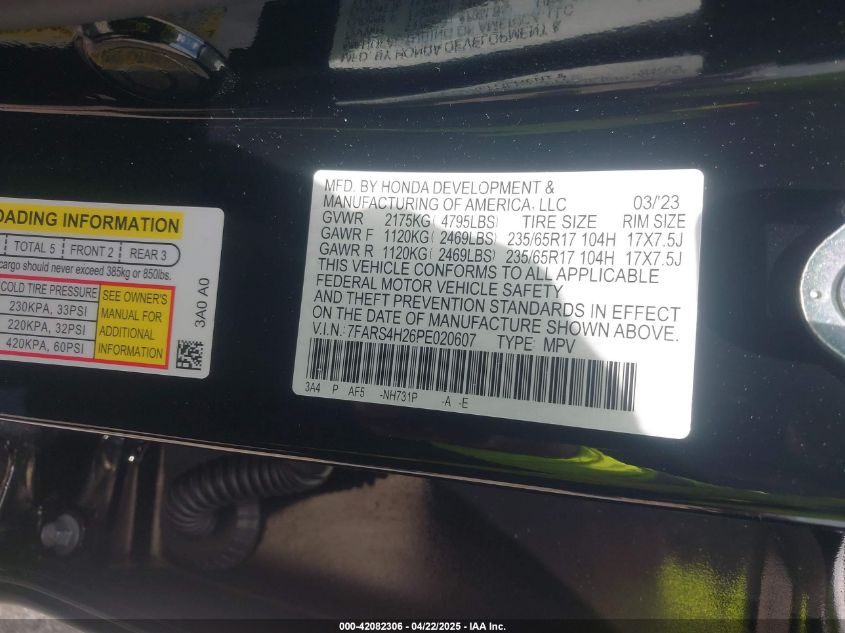 OADING INFORMATION
TOTAL 5 FRONT 2 REAR 3
cargo should never exceed 385kg or 850lbs.
COLD TIRE PRESSURE
230KPA, 33PSI
220KPA, 32PSI
420KPA, 60PSI
SEE OWNER'S
MANUAL FOR
ADDITIONAL
INFORMATION
3A0 A0
MFD. BY HONDA DEVELOPMENT &
MANUFACTURING OF AMERICA, LLC 03/'23
GVWR 2175KG( 4795LBS) TIRE SIZE RIM SIZE
GAWR F 1120KG( 2469LBS) 235/65R17 104H 17X7.5J
GAWR R 1120KG( 2469LBS) 235/65R17 104H 17X7.5J
THIS VEHICLE CONFORMS TO ALL APPLICABLE
FEDERAL MOTOR VEHICLE SAFETY
AND THEFT PREVENTION STANDARDS IN EFFECT
ON THE DATE OF MANUFACTURE SHOWN ABOVE.
V.I.N.: 7FARS4H26PE020607 TYPE: MPV
3A4 P AF5 -NH731P -A -E
000-42082306 - 04/22/2025 - IAA Inc.